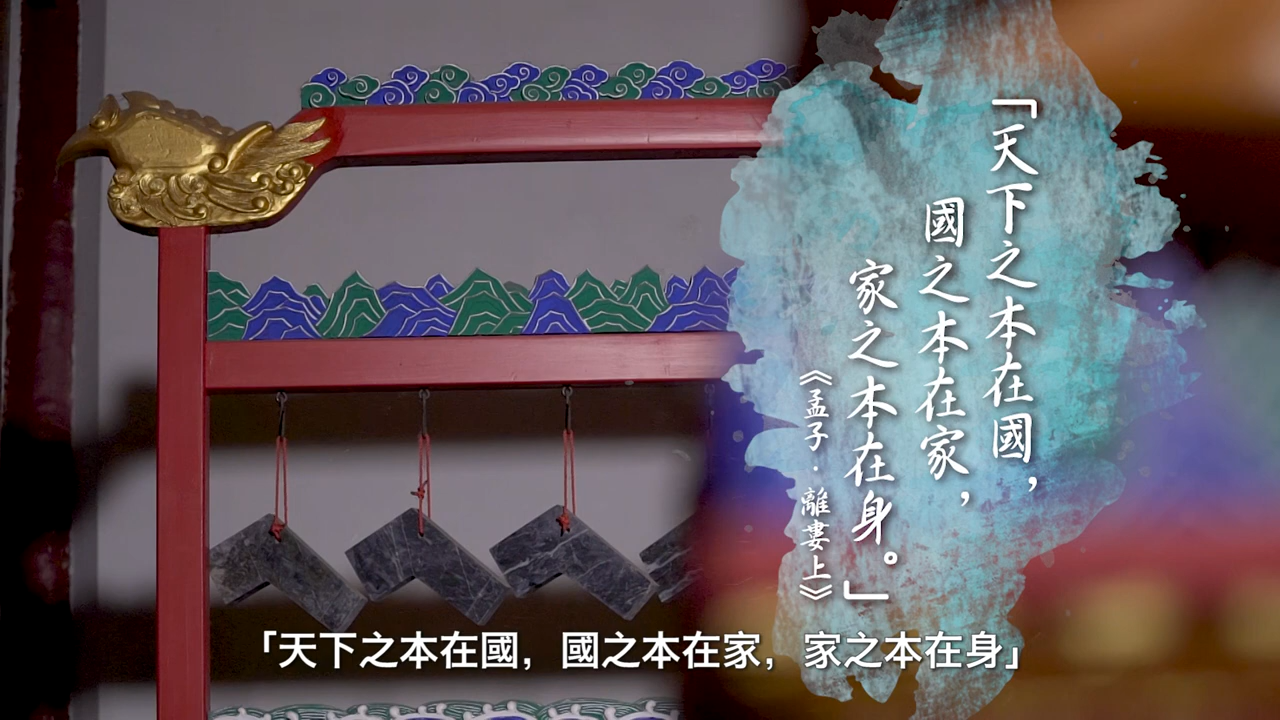 「天下之本在國，
國之本在家，
家之本在身。」
《孟子．離婁上》
「天下之本在國，國之本在家，家之本在身」